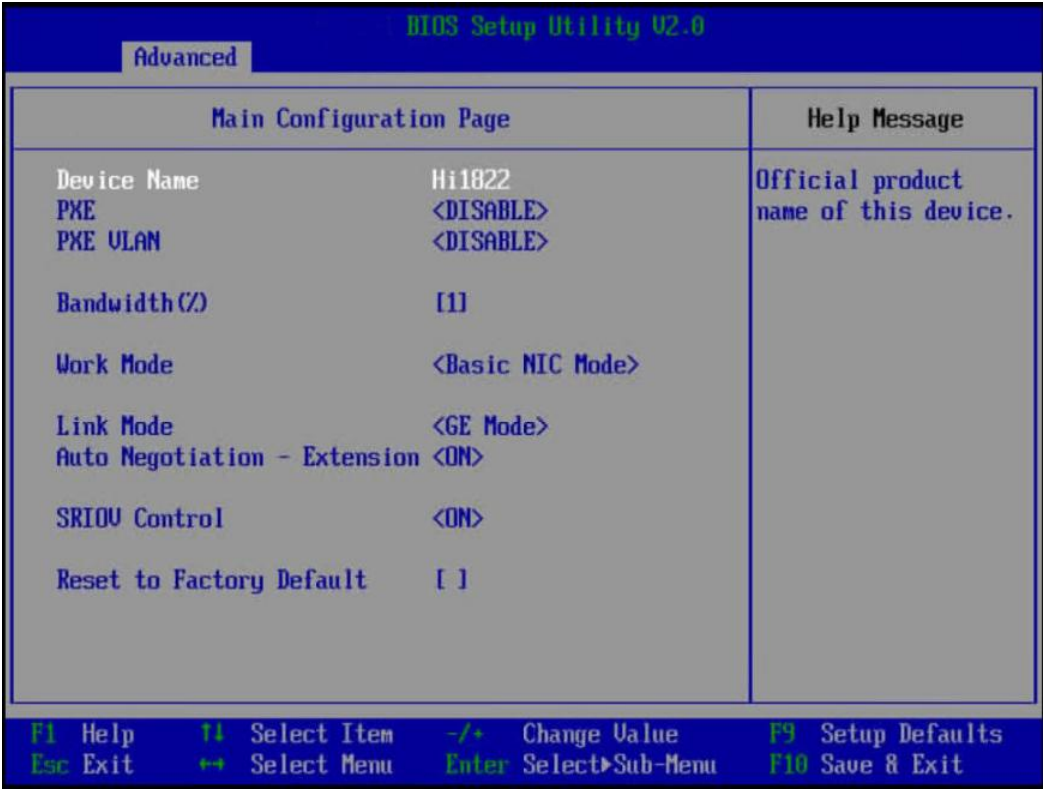 BIOS Setup Utility V2.0
Advanced
Main Configuration Page
Help Message
Device Name Hi1822
PXE <DISABLE>
PXE VLAN <DISABLE>
Bandwidth(%) [1]
Work Mode <Basic NIC Mode>
Link Mode <GE Mode>
Auto Negotiation - Extension <ON>
SRIOV Control <ON>
Reset to Factory Default [ ]
Official product
name of this device.
F1 Help ↑↓ Select Item -/+ Change Value F9 Setup Defaults
Esc Exit ↔ Select Menu Enter Select▶Sub-Menu F10 Save & Exit